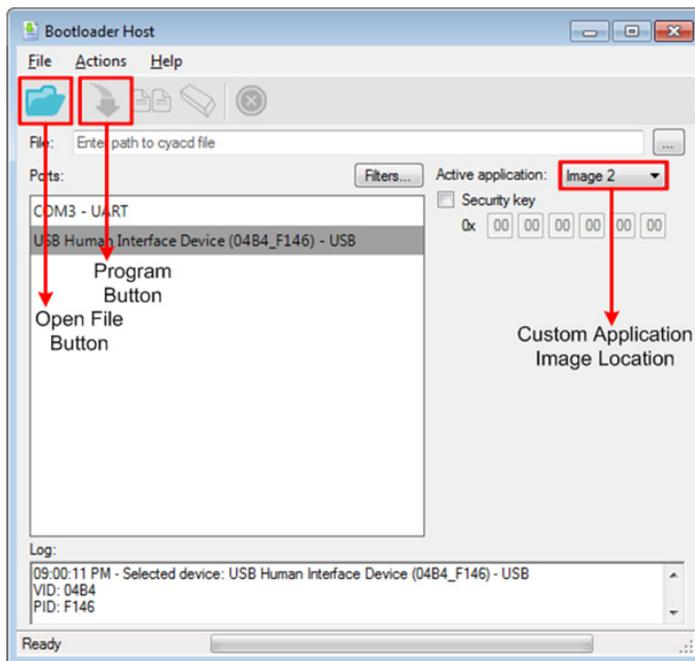 Bootloader Host
File Actions Help
File: Enter path to cyacd file ...
Ports: Filters... Active application: Image 2
Security key
0x 00 00 00 00 00 00
COM3 - UART
USB Human Interface Device (04B4_F146) - USB
Program
Button
Open File
Button
Custom Application
Image Location
Log:
09:00:11 PM - Selected device: USB Human Interface Device (04B4_F146) - USB
VID: 04B4
PID: F146
Ready